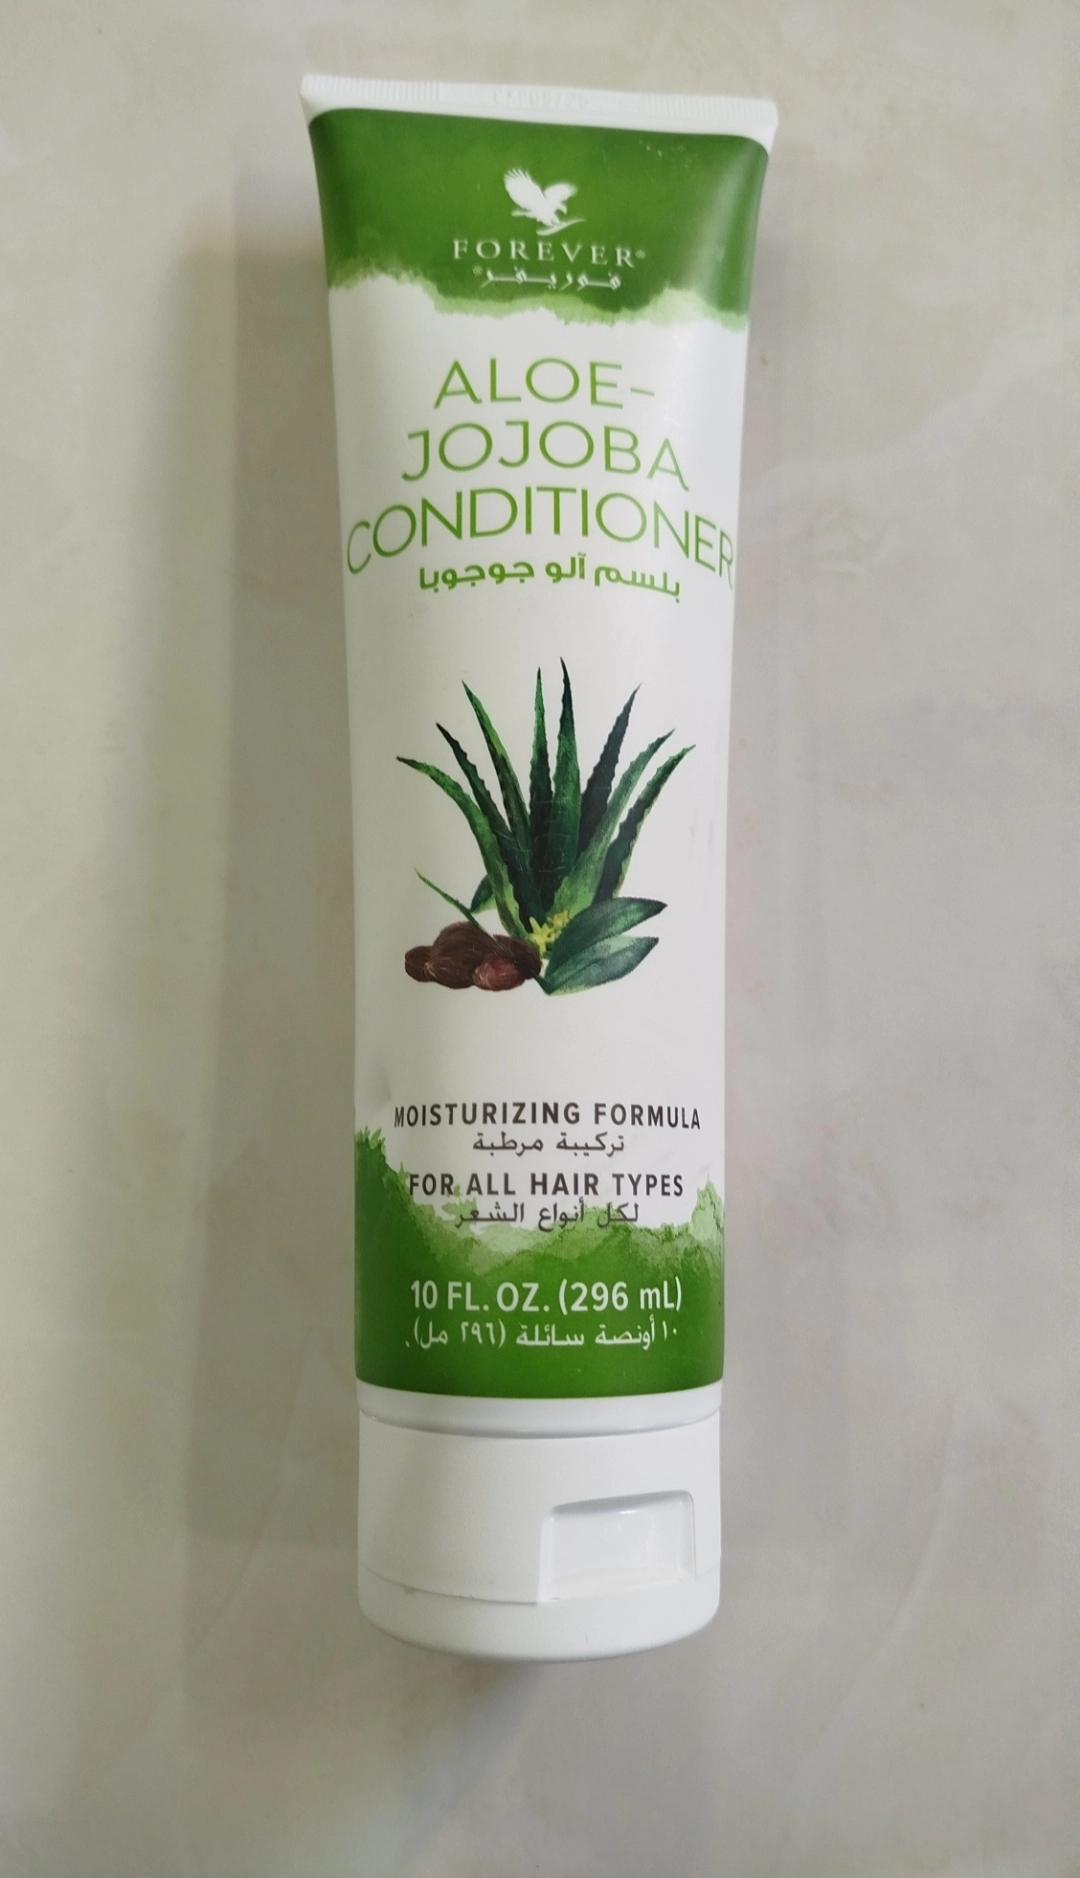 FOREVER®
فوريفر®
ALOE-
JOJOBA
CONDITIONER
بلسم آلو جوجوبا
MOISTURIZING FORMULA
تركيبة مرطبة
FOR ALL HAIR TYPES
لكل أنواع الشعر
10 FL. OZ. (296 mL)
١٠ أونصة سائلة (٢٩٦ مل).